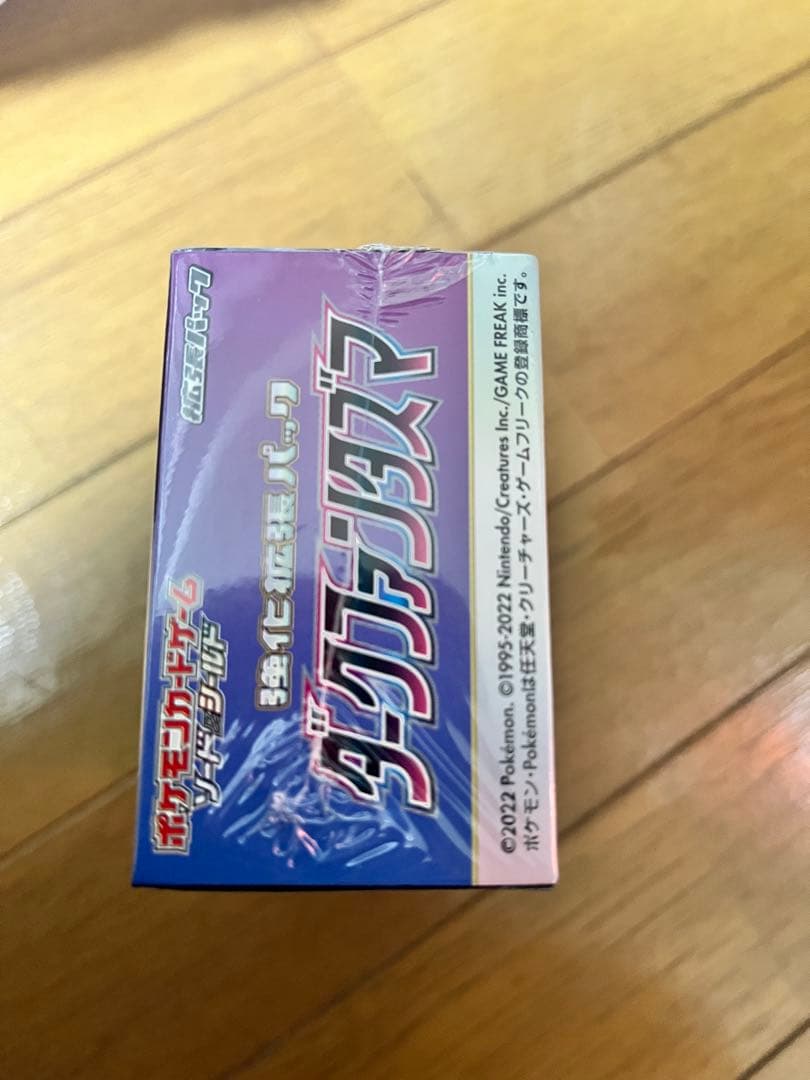 ポケモンカードゲーム
ソード&シールド
拡張パック
強化拡張パック
ダークファンタズマ
©2022 Pokémon. ©1995-2022 Nintendo/Creatures Inc./GAME FREAK inc.
ポケモン・Pokémonは任天堂・クリーチャーズ・ゲームフリークの登録商標です。